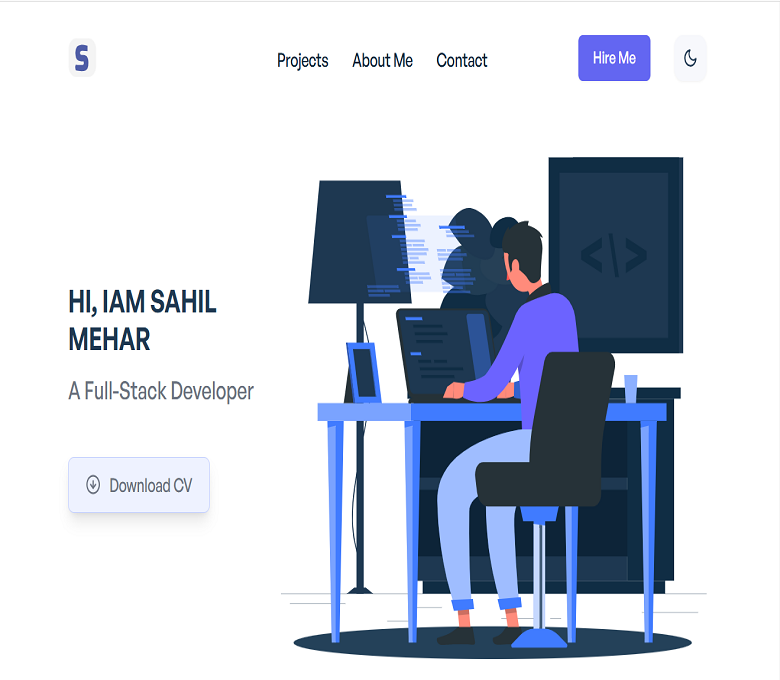 S
Projects About Me Contact Hire Me
HI, IAM SAHIL
MEHAR
A Full-Stack Developer
Download CV
</>